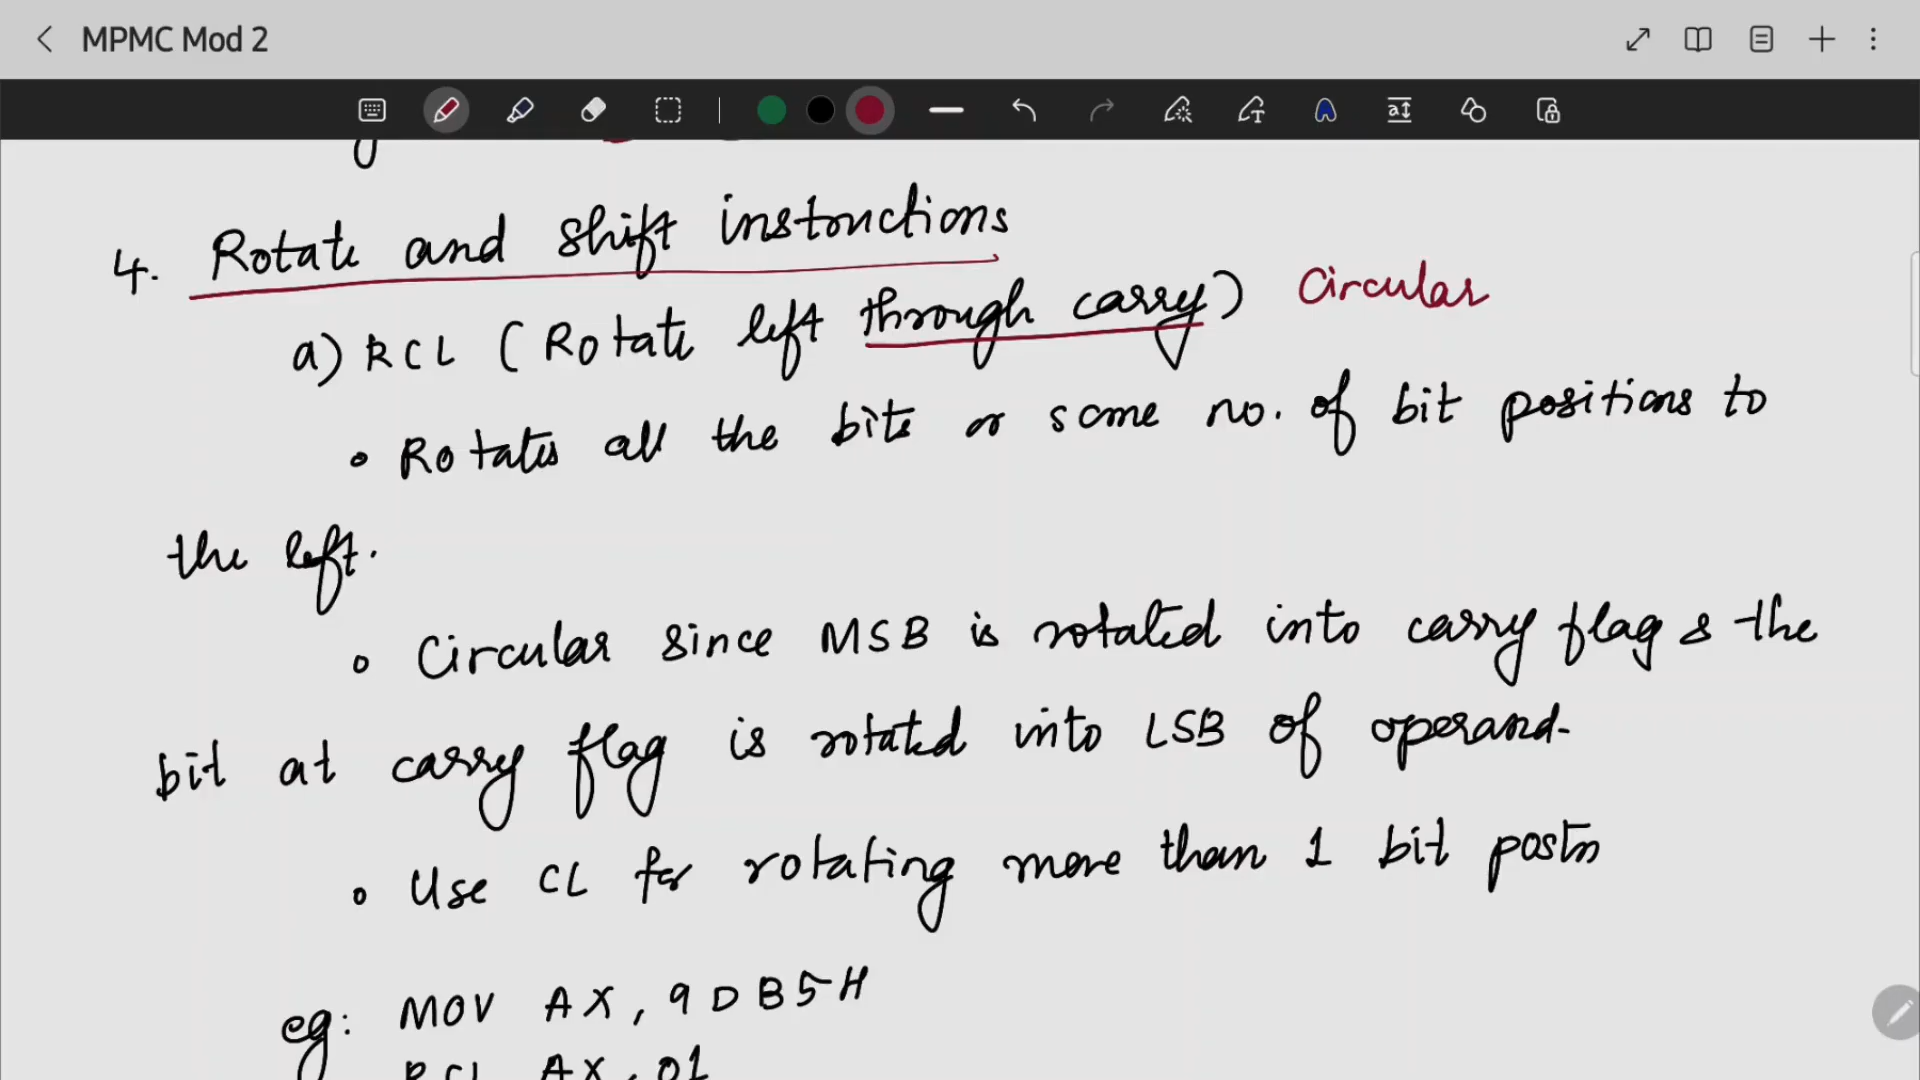 MPMC Mod 2
4. Rotate and shift instructions
a) RCL (Rotate left through carry) Circular
• Rotates all the bits or some no. of bit positions to
the left.
• Circular since MSB is rotated into carry flag & the
bit at carry flag is rotated into LSB of operand.
• Use CL for rotating more than 1 bit postn
eg: MOV AX, 9DB5H
RCL AX, 01